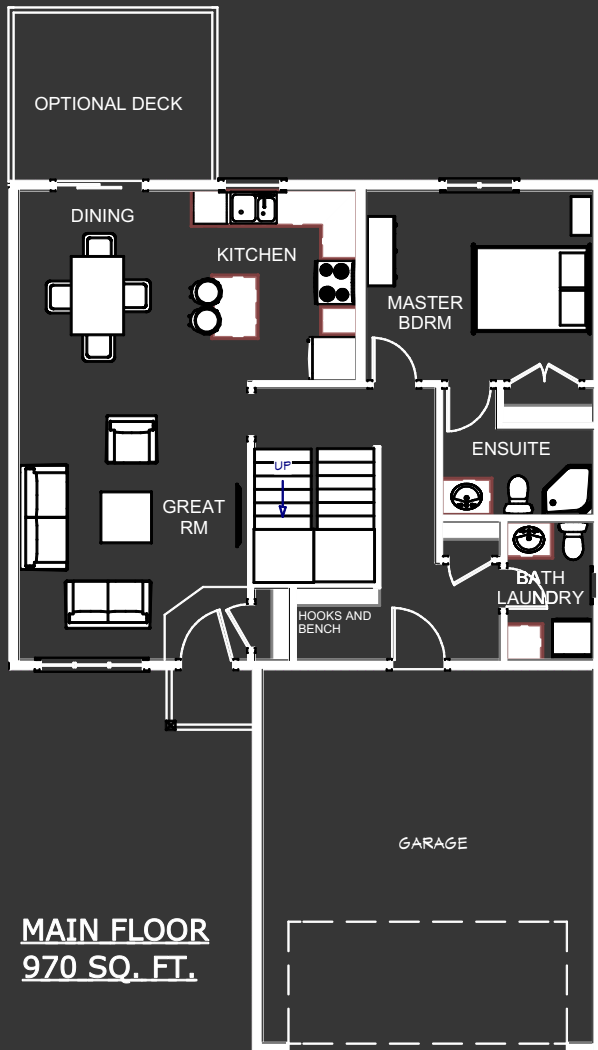 OPTIONAL DECK
DINING
KITCHEN
MASTER
BDRM
ENSUITE
UP
GREAT
RM
BATH
LAUNDRY
HOOKS AND
BENCH
GARAGE
MAIN FLOOR
970 SQ. FT.